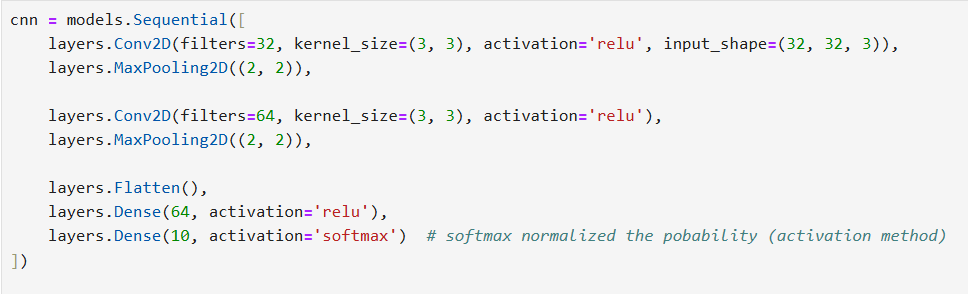 cnn = models.Sequential([
    layers.Conv2D(filters=32, kernel_size=(3, 3), activation='relu', input_shape=(32, 32, 3)),
    layers.MaxPooling2D((2, 2)),

    layers.Conv2D(filters=64, kernel_size=(3, 3), activation='relu'),
    layers.MaxPooling2D((2, 2)),

    layers.Flatten(),
    layers.Dense(64, activation='relu'),
    layers.Dense(10, activation='softmax')  # softmax normalized the pobability (activation method)
])